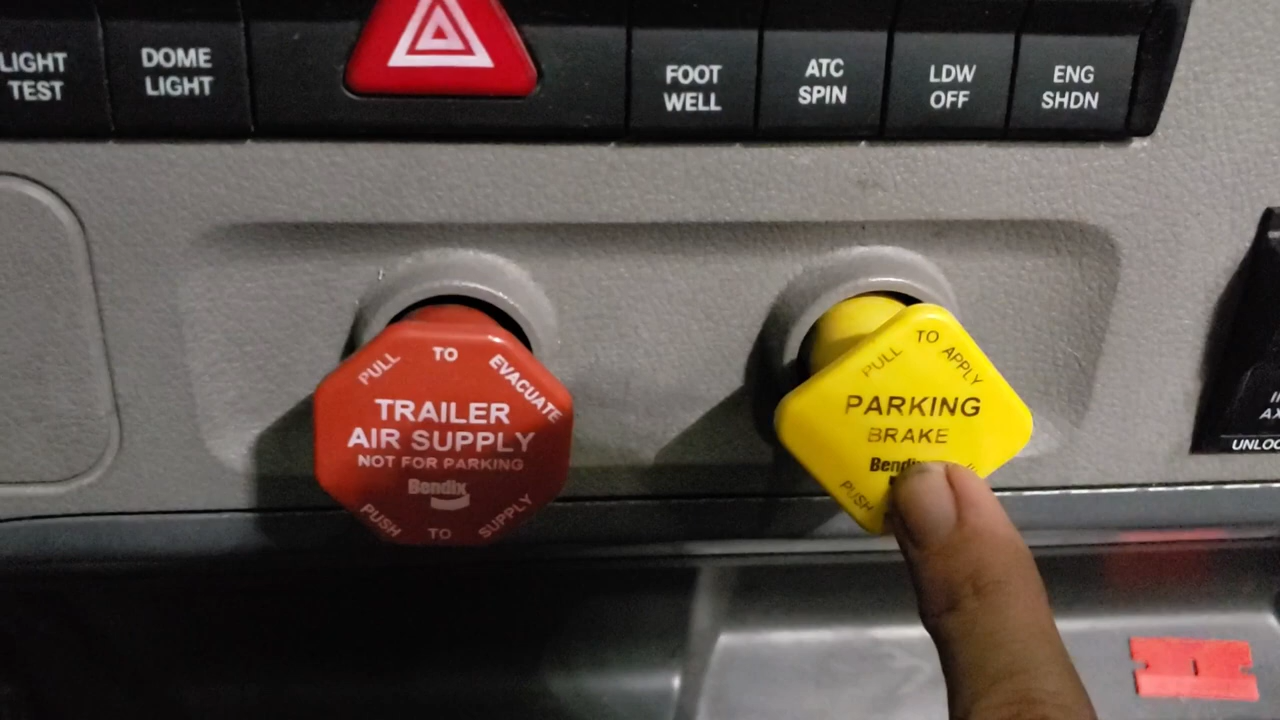 LIGHT
TEST
DOME
LIGHT
FOOT
WELL
ATC
SPIN
LDW
OFF
ENG
SHDN
PULL TO EVACUATE
TRAILER
AIR SUPPLY
NOT FOR PARKING
Bendix
PUSH TO SUPPLY
PULL TO APPLY
PARKING
BRAKE
PUSH
UNLOC